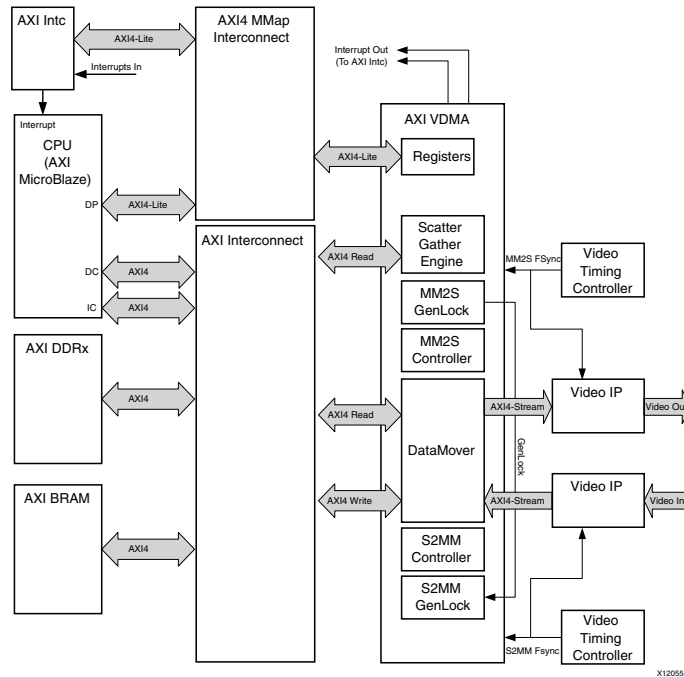 AXI Intc
AXI4-Lite
Interrupts In
AXI4 MMap
Interconnect
Interrupt Out
(To AXI Intc)
Interrupt
CPU
(AXI
MicroBlaze)
DP
AXI4-Lite
DC
AXI4
IC
AXI4
AXI DDRx
AXI4
AXI BRAM
AXI4
AXI Interconnect
AXI4-Lite
AXI4 Read
AXI4 Read
AXI4 Write
AXI VDMA
Registers
Scatter
Gather
Engine
MM2S
GenLock
MM2S
Controller
DataMover
S2MM
Controller
S2MM
GenLock
GenLock
MM2S FSync
Video
Timing
Controller
AXI4-Stream
Video IP
Video Out
AXI4-Stream
Video IP
Video In
S2MM Fsync
Video
Timing
Controller
X12055